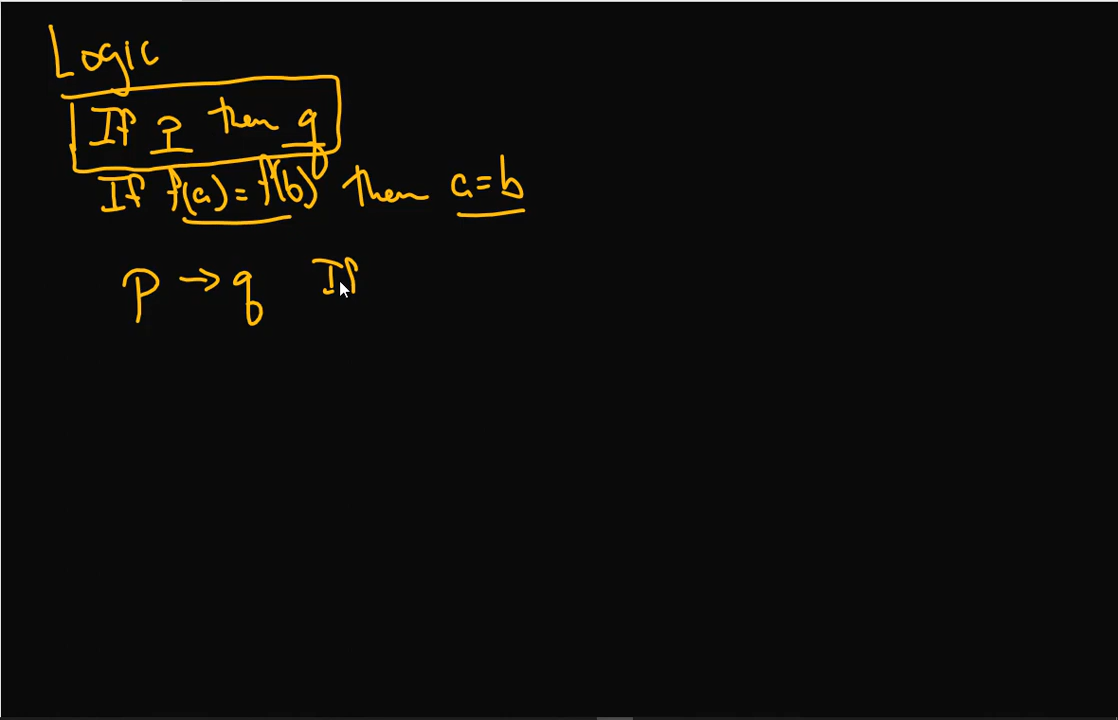 Logic
If P then q
If f(a) = f(b) then a = b
P → q If